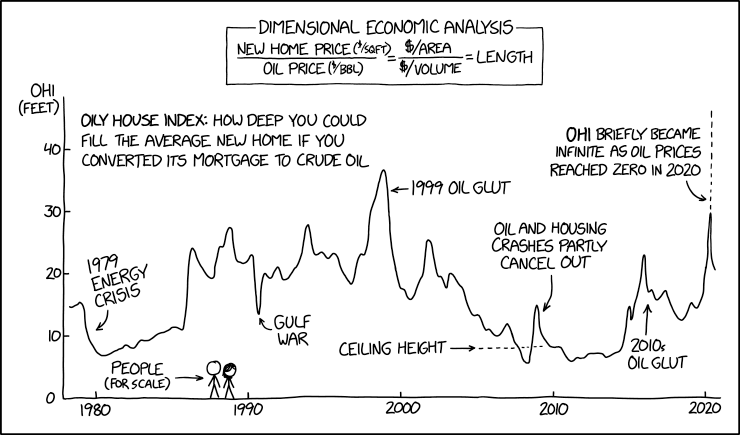 DIMENSIONAL ECONOMIC ANALYSIS
NEW HOME PRICE ($/SQFT)
OIL PRICE ($/BBL)
=
$/AREA
$/VOLUME
= LENGTH
OHI
(FEET)
OILY HOUSE INDEX: HOW DEEP YOU COULD
FILL THE AVERAGE NEW HOME IF YOU
CONVERTED ITS MORTGAGE TO CRUDE OIL
OHI BRIEFLY BECAME
INFINITE AS OIL PRICES
REACHED ZERO IN 2020
40
30
20
10
0
1999 OIL GLUT
OIL AND HOUSING
CRASHES PARTLY
CANCEL OUT
1979
ENERGY
CRISIS
GULF
WAR
CEILING HEIGHT
2010s
OIL GLUT
PEOPLE
(FOR SCALE)
1980
1990
2000
2010
2020